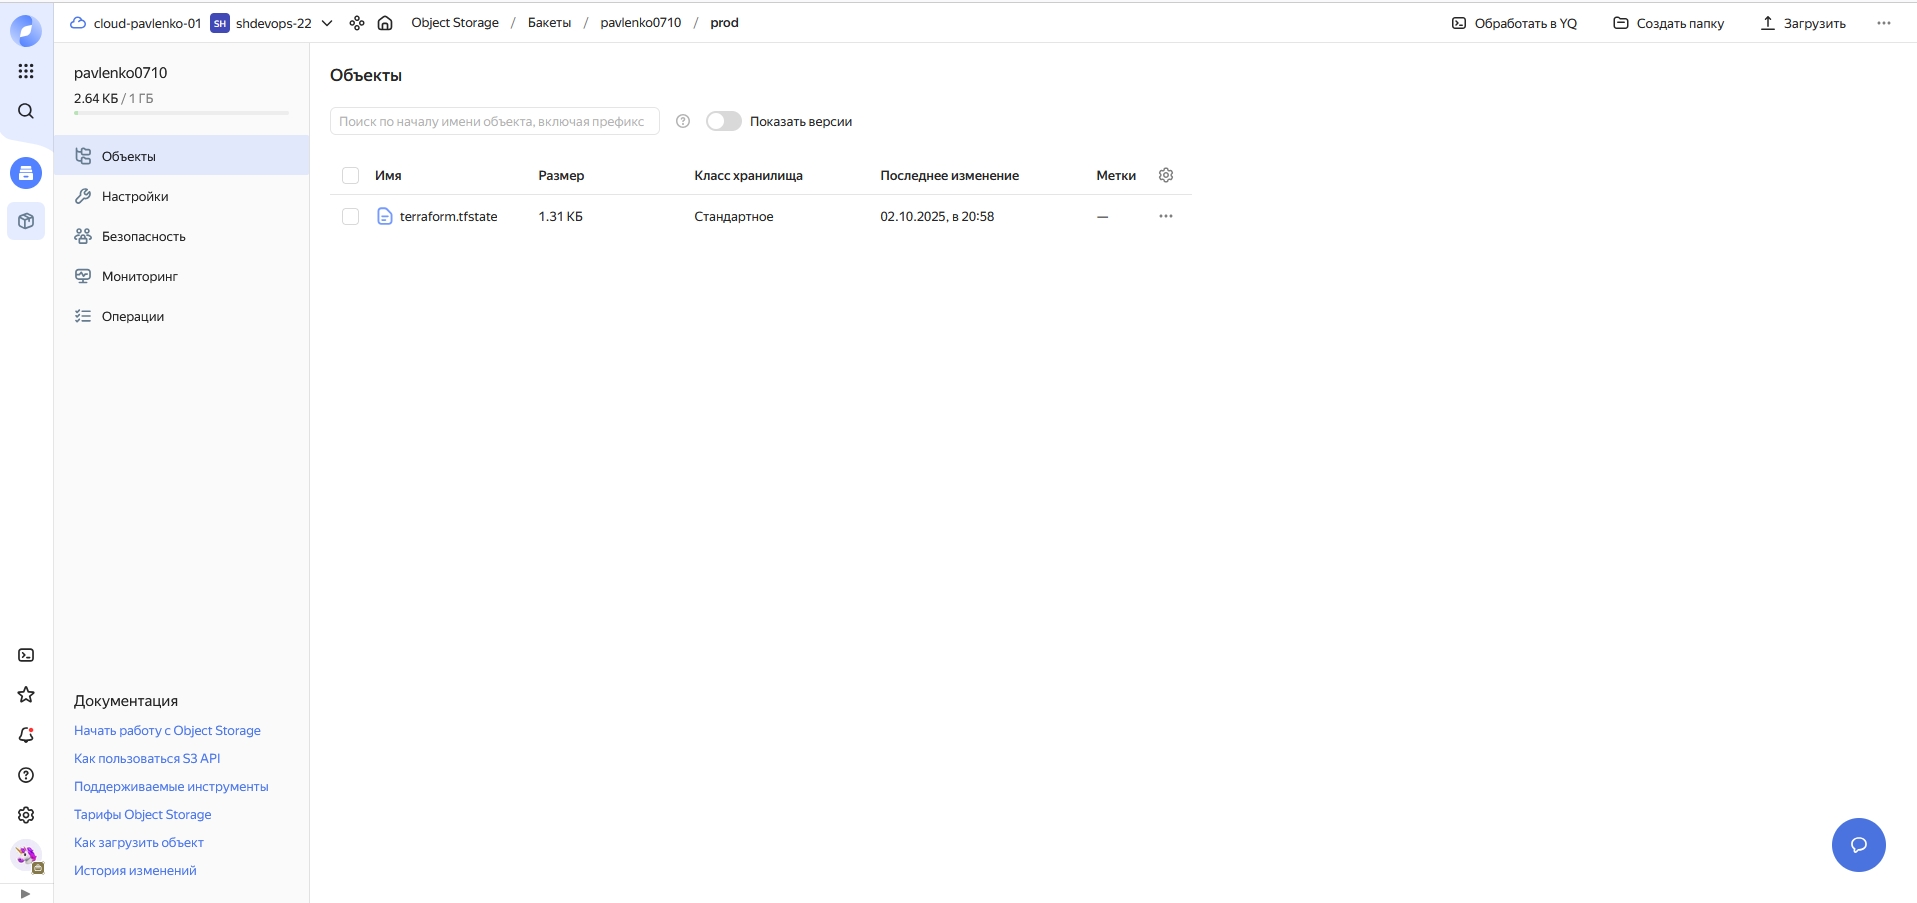 cloud-pavlenko-01 SH shdevops-22 Object Storage / Бакеты / pavlenko0710 / prod Обработать в YQ Создать папку Загрузить
pavlenko0710
2.64 КБ / 1 ГБ
Объекты
Настройки
Безопасность
Мониторинг
Операции
Документация
Начать работу с Object Storage
Как пользоваться S3 API
Поддерживаемые инструменты
Тарифы Object Storage
Как загрузить объект
История изменений
Объекты
Поиск по началу имени объекта, включая префикс Показать версии
Имя Размер Класс хранилища Последнее изменение Метки
terraform.tfstate 1.31 КБ Стандартное 02.10.2025, в 20:58 —